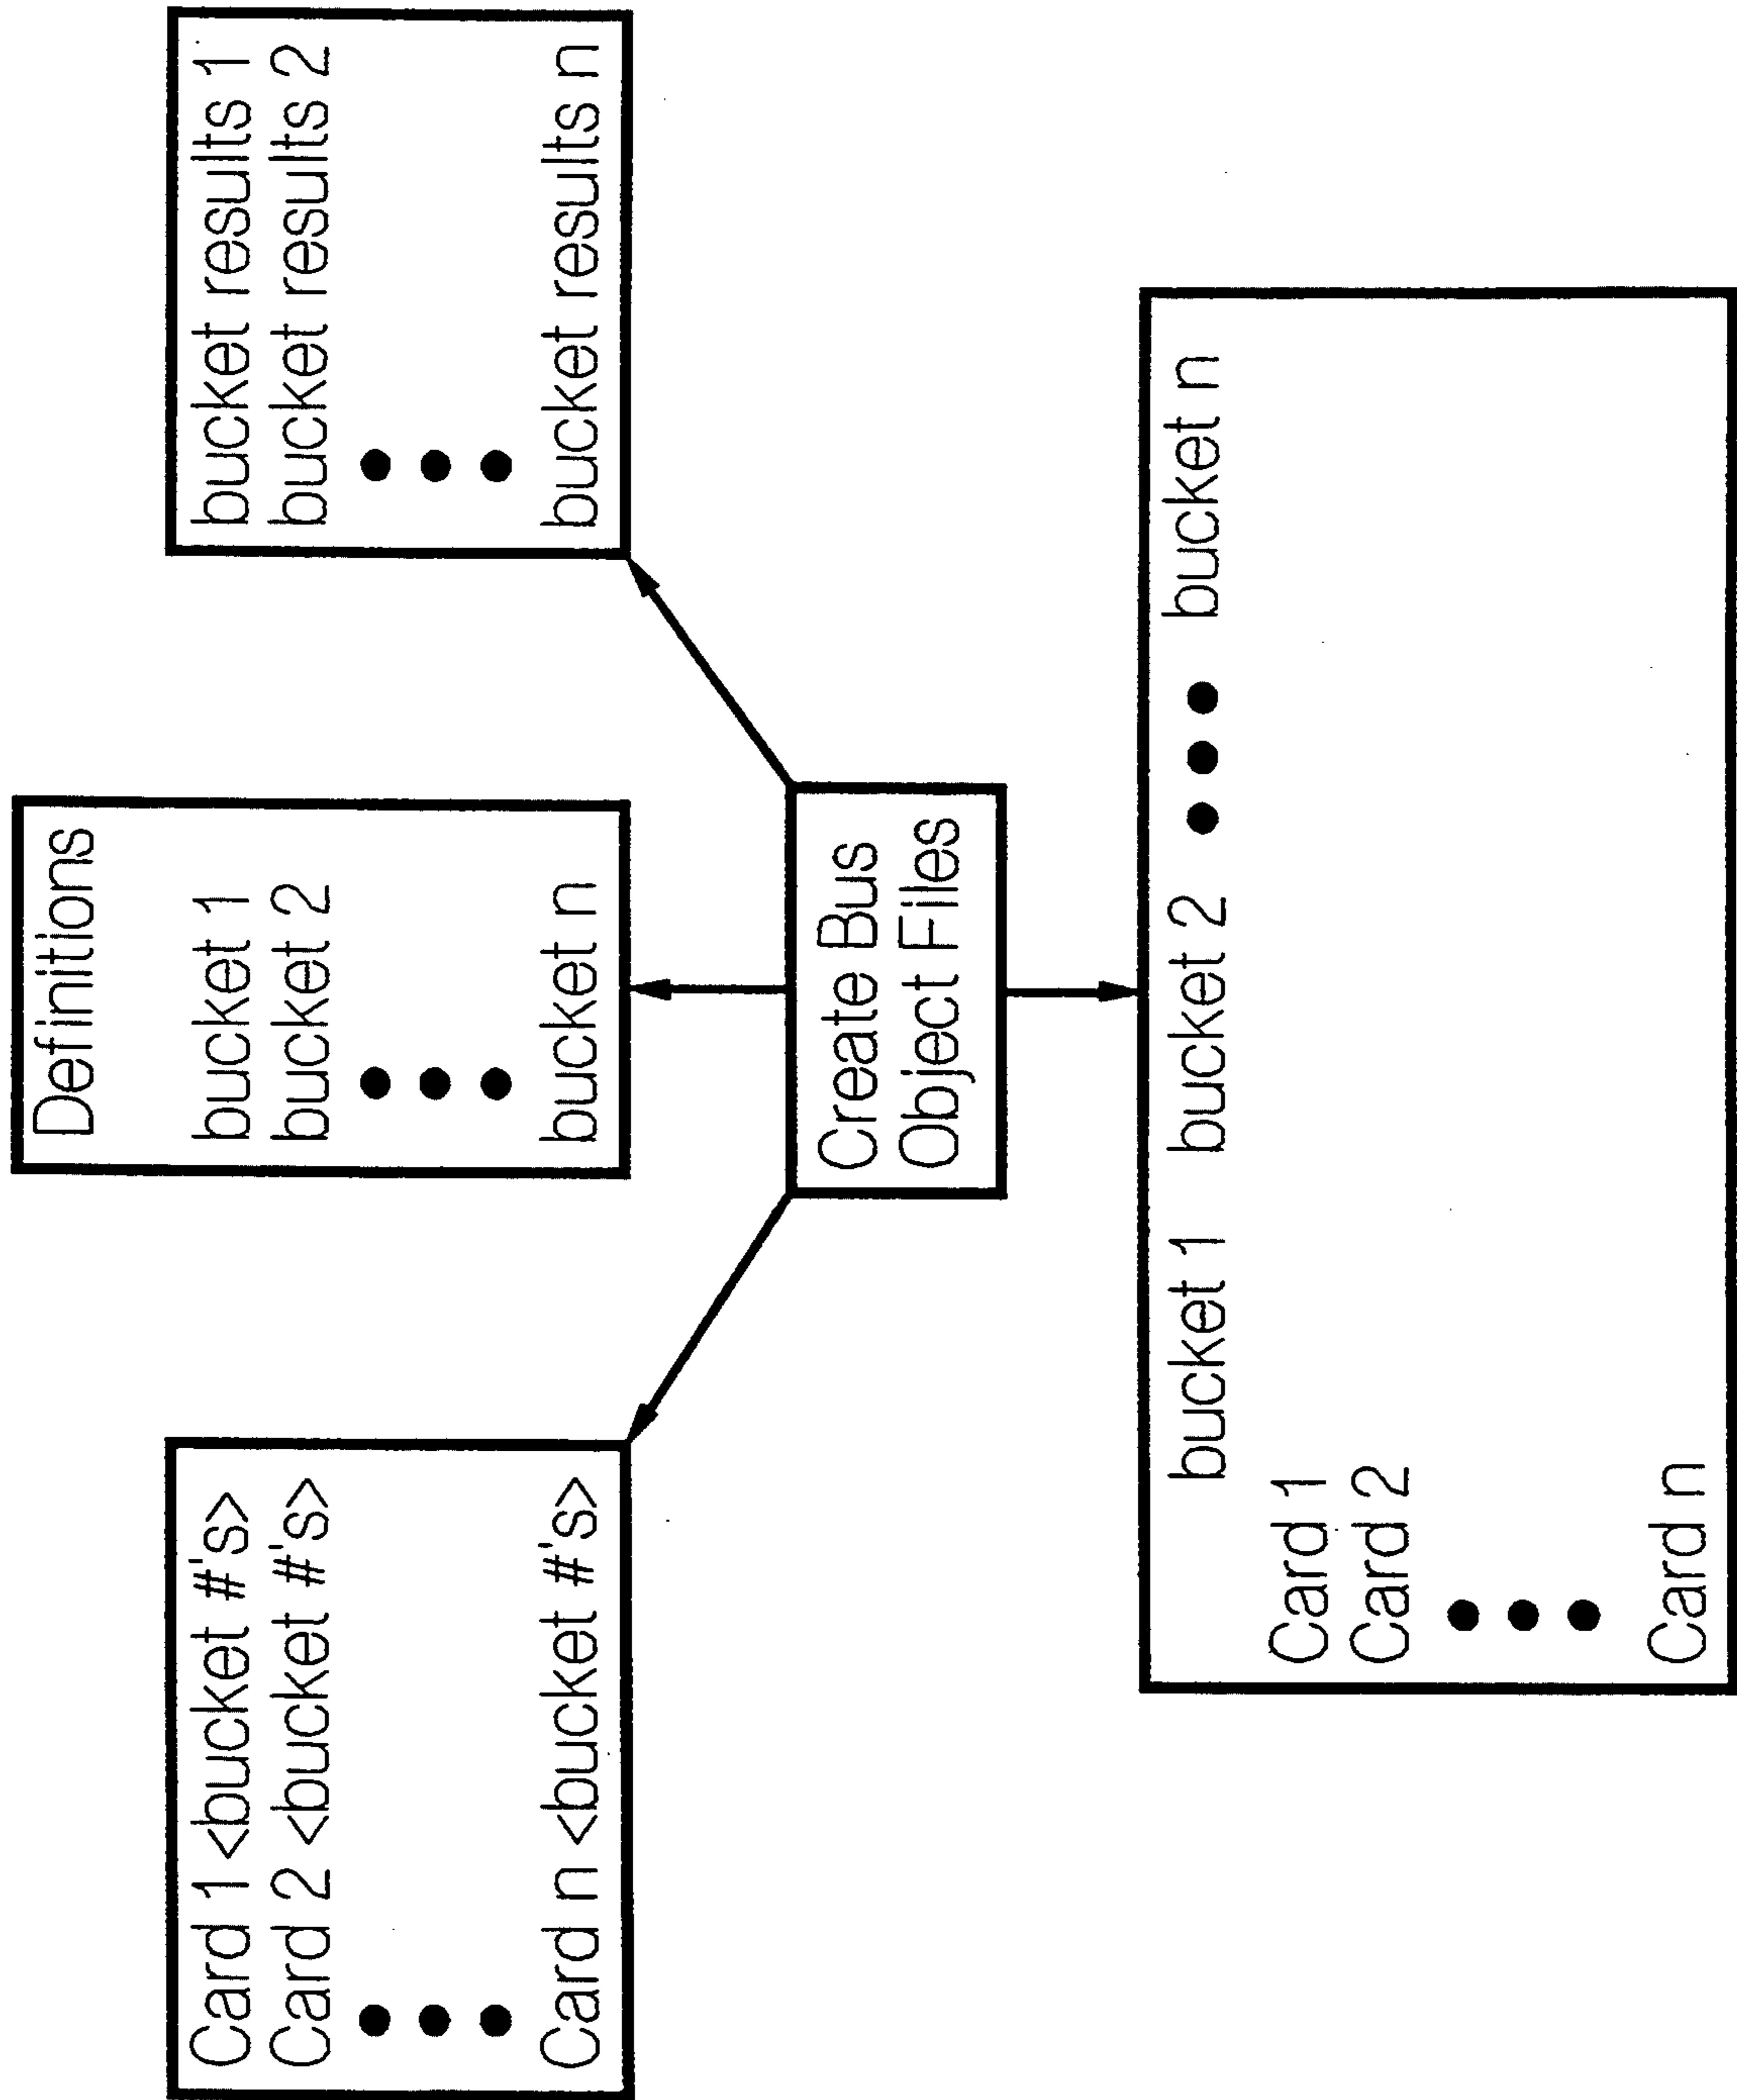 Card 1 <bucket #'s>
Card 2 <bucket #'s>
Card n <bucket #'s>
Definitions
bucket 1
bucket 2
bucket n
bucket results 1
bucket results 2
bucket results n
Create Bus
Object Files
bucket 1 bucket 2 ● ● ● bucket n
Card 1
Card 2
Card n